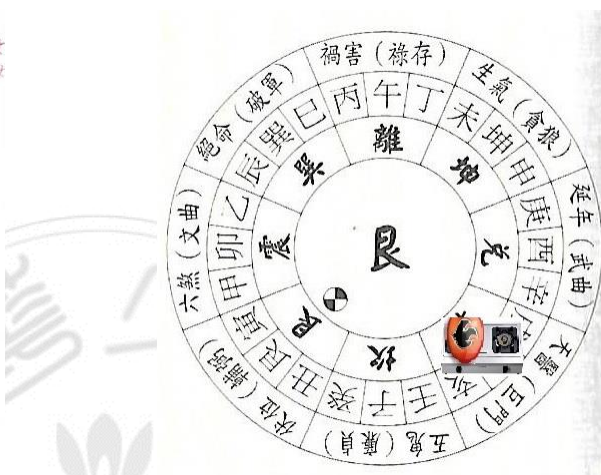 禍害（祿存）
生氣（貪狼）
延年（武曲）
天醫（巨門）
五鬼（廉貞）
伏位（輔弼）
六煞（文曲）
絕命（破軍）
丙午丁
未坤申
庚酉辛
壬子癸
丑艮寅
甲卯乙
辰巽巳
離
坤
兌
坎
艮
震
巽
艮